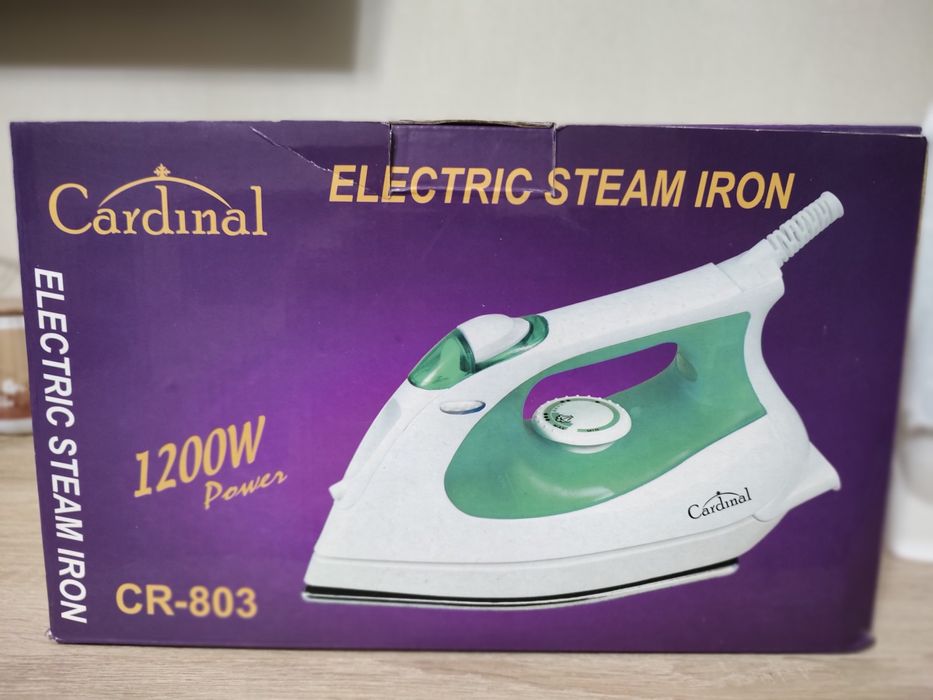 Cardinal
ELECTRIC STEAM IRON
ELECTRIC STEAM IRON
1200W
Power
Cardinal
CR-803